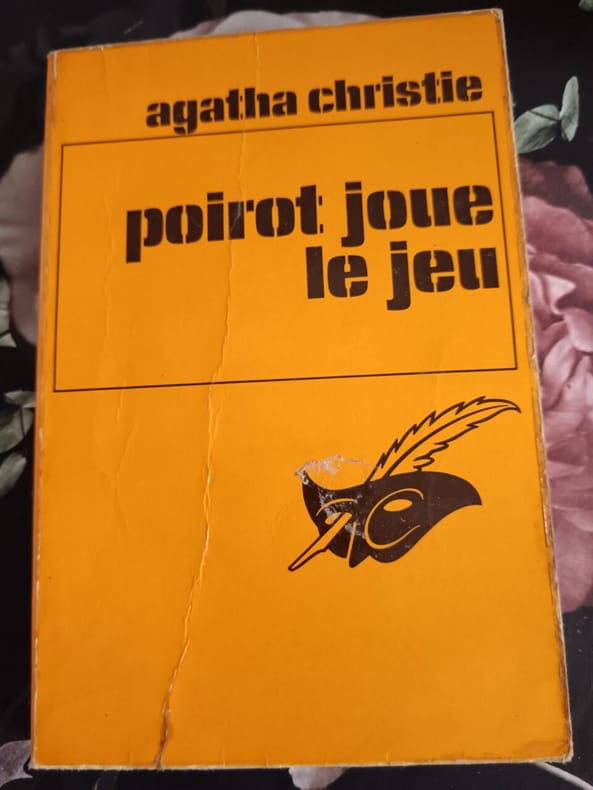 agatha christie
poirot joue
le jeu